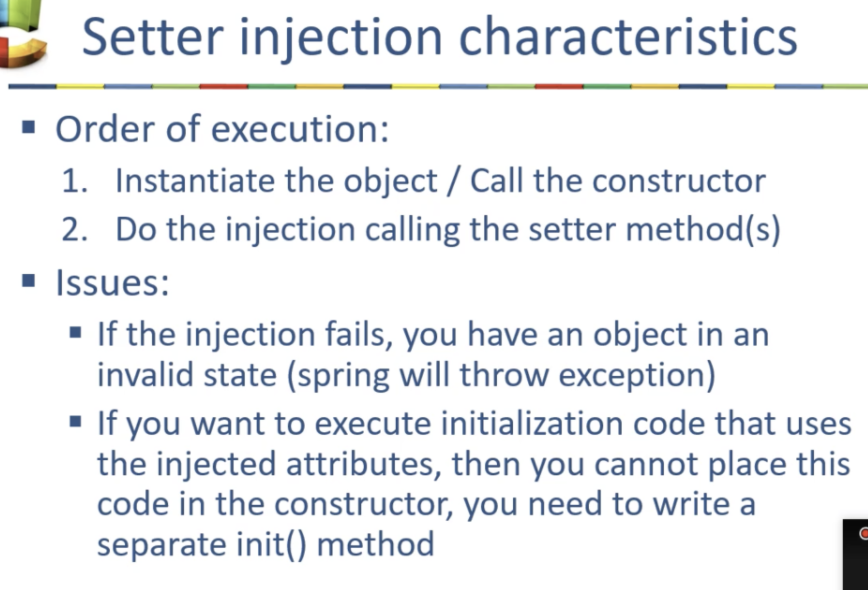 Setter injection characteristics
▪ Order of execution:
1. Instantiate the object / Call the constructor
2. Do the injection calling the setter method(s)
▪ Issues:
▪ If the injection fails, you have an object in an
invalid state (spring will throw exception)
▪ If you want to execute initialization code that uses
the injected attributes, then you cannot place this
code in the constructor, you need to write a
separate init() method